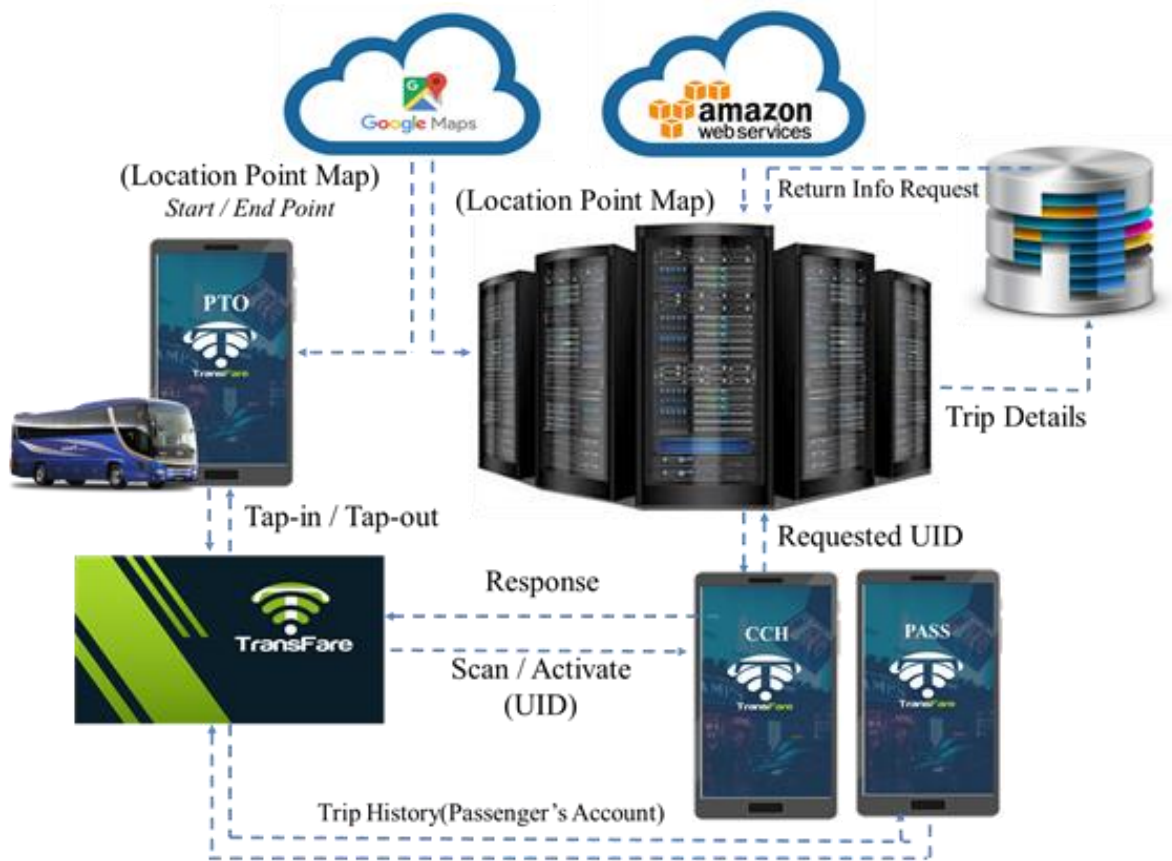 G
Google Maps
amazon
web services
(Location Point Map)
Start / End Point
(Location Point Map)
Return Info Request
PTO
TransFare
Trip Details
Tap-in / Tap-out
Requested UID
Response
TransFare
Scan / Activate
(UID)
CCH
TransFare
PASS
TransFare
Trip History(Passenger's Account)